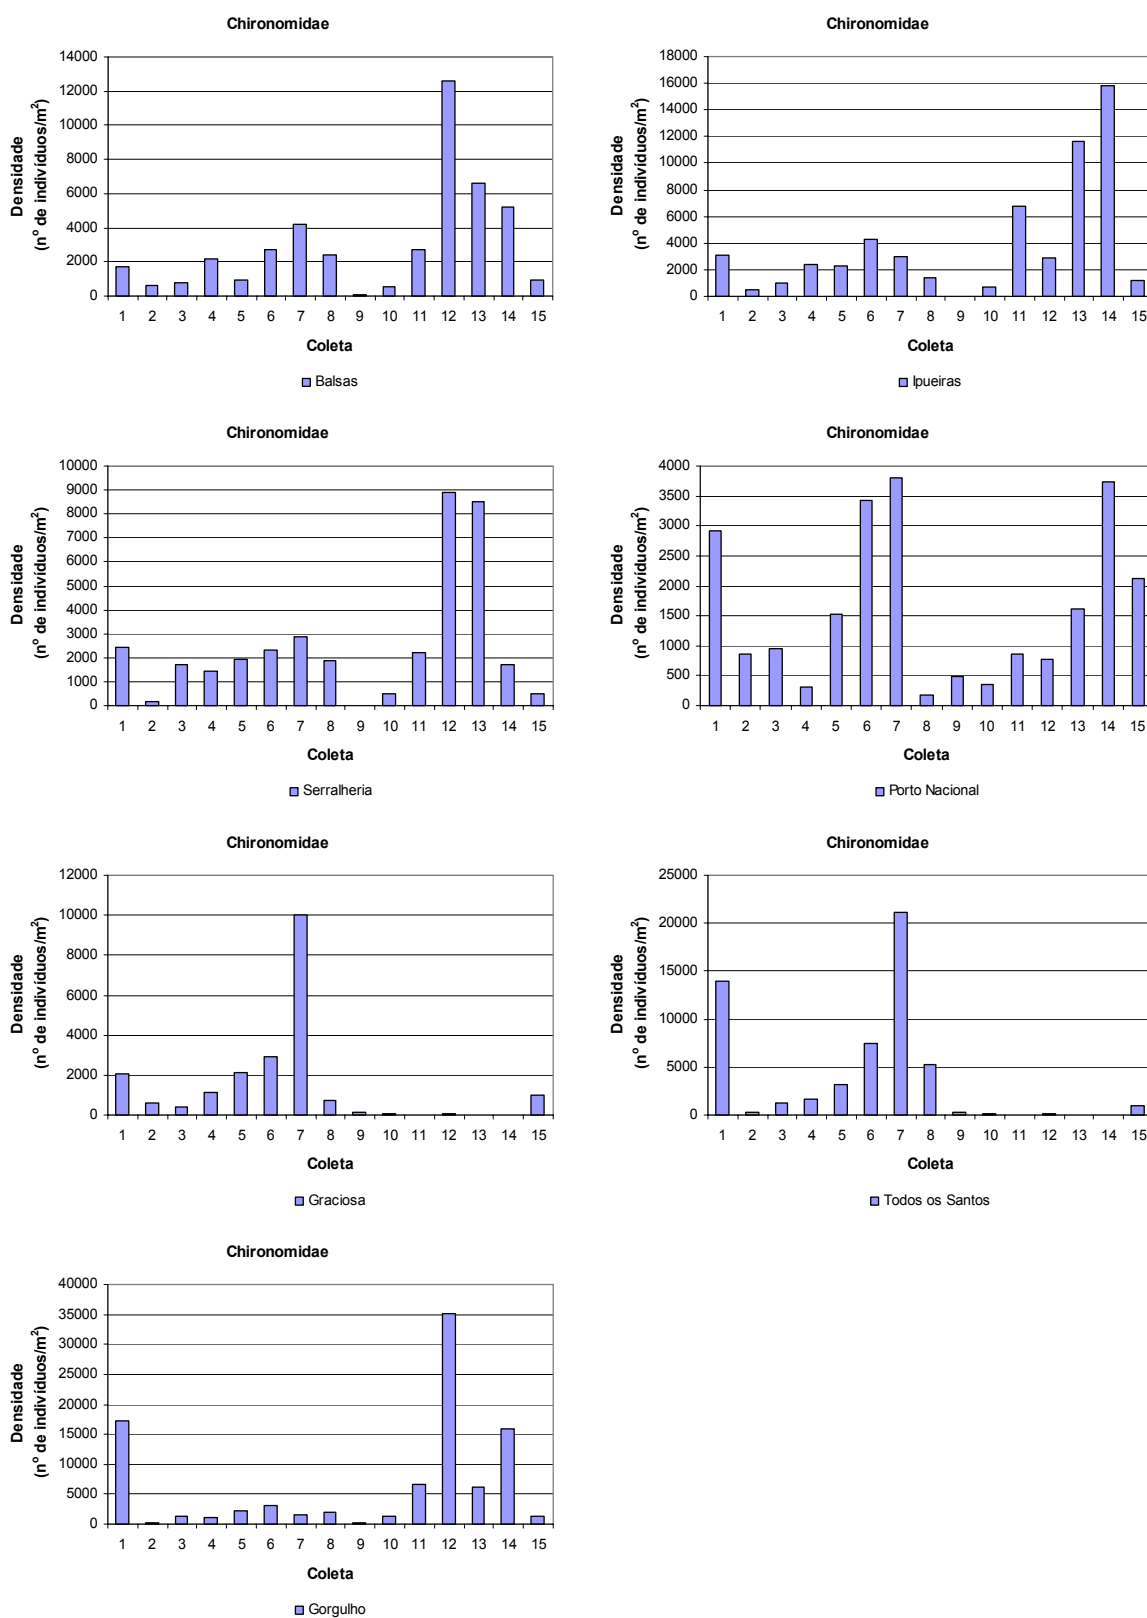 Chironomidae
14000
12000
10000
8000
6000
4000
2000
0
Densidade
(nº de indivíduos/m²)
1 2 3 4 5 6 7 8 9 10 11 12 13 14 15
Coleta
Balsas
Chironomidae
18000
16000
14000
12000
10000
8000
6000
4000
2000
0
Densidade
(nº de indivíduos/m²)
1 2 3 4 5 6 7 8 9 10 11 12 13 14 15
Coleta
Ipueiras
Chironomidae
10000
9000
8000
7000
6000
5000
4000
3000
2000
1000
0
Densidade
(nº de indivíduos/m²)
1 2 3 4 5 6 7 8 9 10 11 12 13 14 15
Coleta
Serralheria
Chironomidae
4000
3500
3000
2500
2000
1500
1000
500
0
Densidade
(nº de indivíduos/m²)
1 2 3 4 5 6 7 8 9 10 11 12 13 14 15
Coleta
Porto Nacional
Chironomidae
12000
10000
8000
6000
4000
2000
0
Densidade
(nº de indivíduos/m²)
1 2 3 4 5 6 7 8 9 10 11 12 13 14 15
Coleta
Graciosa
Chironomidae
25000
20000
15000
10000
5000
0
Densidade
(nº de indivíduos/m²)
1 2 3 4 5 6 7 8 9 10 11 12 13 14 15
Coleta
Todos os Santos
Chironomidae
40000
35000
30000
25000
20000
15000
10000
5000
0
Densidade
(nº de indivíduos/m²)
1 2 3 4 5 6 7 8 9 10 11 12 13 14 15
Coleta
Gorgulho